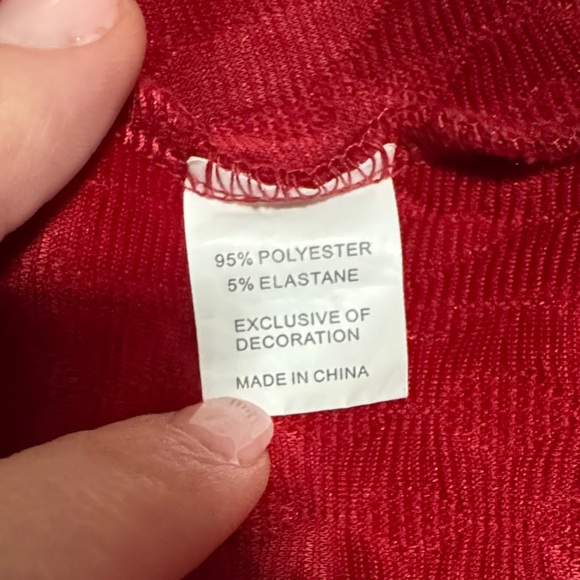 95% POLYESTER
5% ELASTANE
EXCLUSIVE OF
DECORATION
MADE IN CHINA